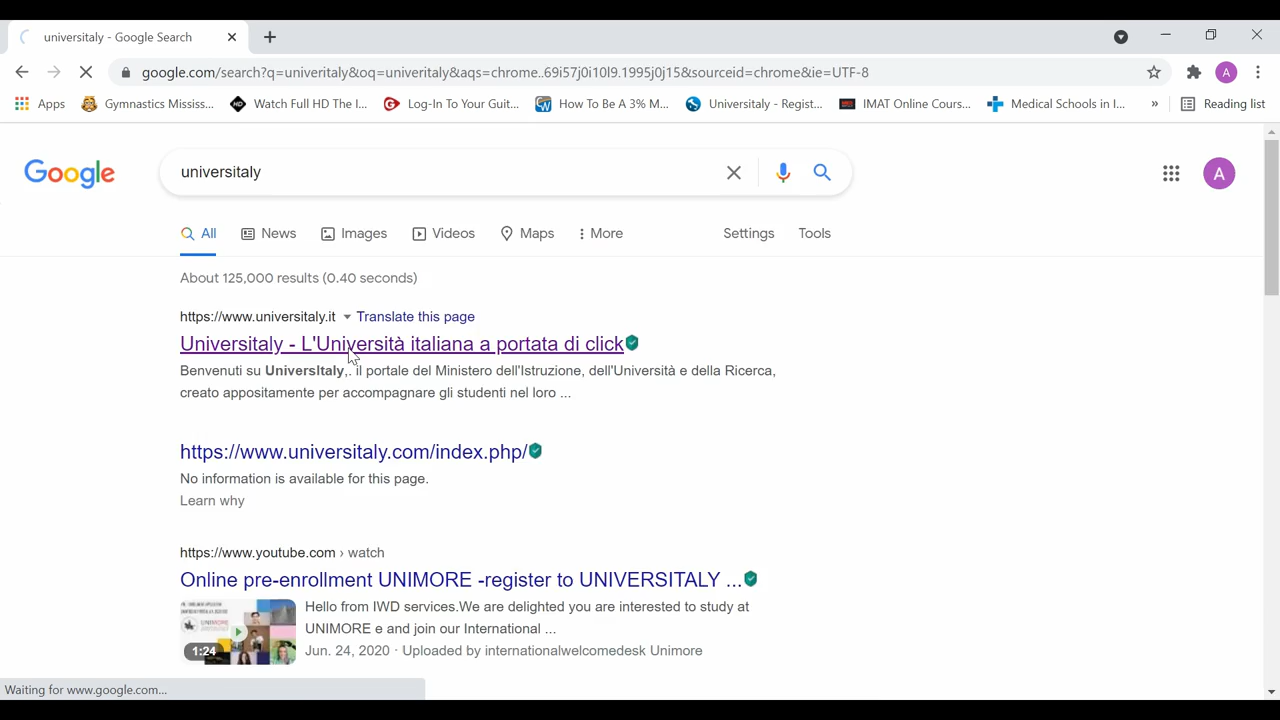 universitaly - Google Search
google.com/search?q=univeritaly&oq=univeritaly&aqs=chrome..69i57j0i10l9.1995j0j15&sourceid=chrome&ie=UTF-8
A
Apps Gymnastics Mississ... Watch Full HD The I... Log-In To Your Guit... How To Be A 3% M... Universitaly - Regist... IMAT Online Cours... Medical Schools in I... » Reading list
Google universitaly A
All News Images Videos Maps More Settings Tools
About 125,000 results (0.40 seconds)
https://www.universitaly.it Translate this page
Universitaly - L'Università italiana a portata di click
Benvenuti su UniversItaly,. il portale del Ministero dell'Istruzione, dell'Università e della Ricerca,
creato appositamente per accompagnare gli studenti nel loro ...
https://www.universitaly.com/index.php/
No information is available for this page.
Learn why
https://www.youtube.com › watch
Online pre-enrollment UNIMORE -register to UNIVERSITALY ...
Hello from IWD services.We are delighted you are interested to study at
UNIMORE e and join our International ...
1:24 Jun. 24, 2020 · Uploaded by internationalwelcomedesk Unimore
Waiting for www.google.com...